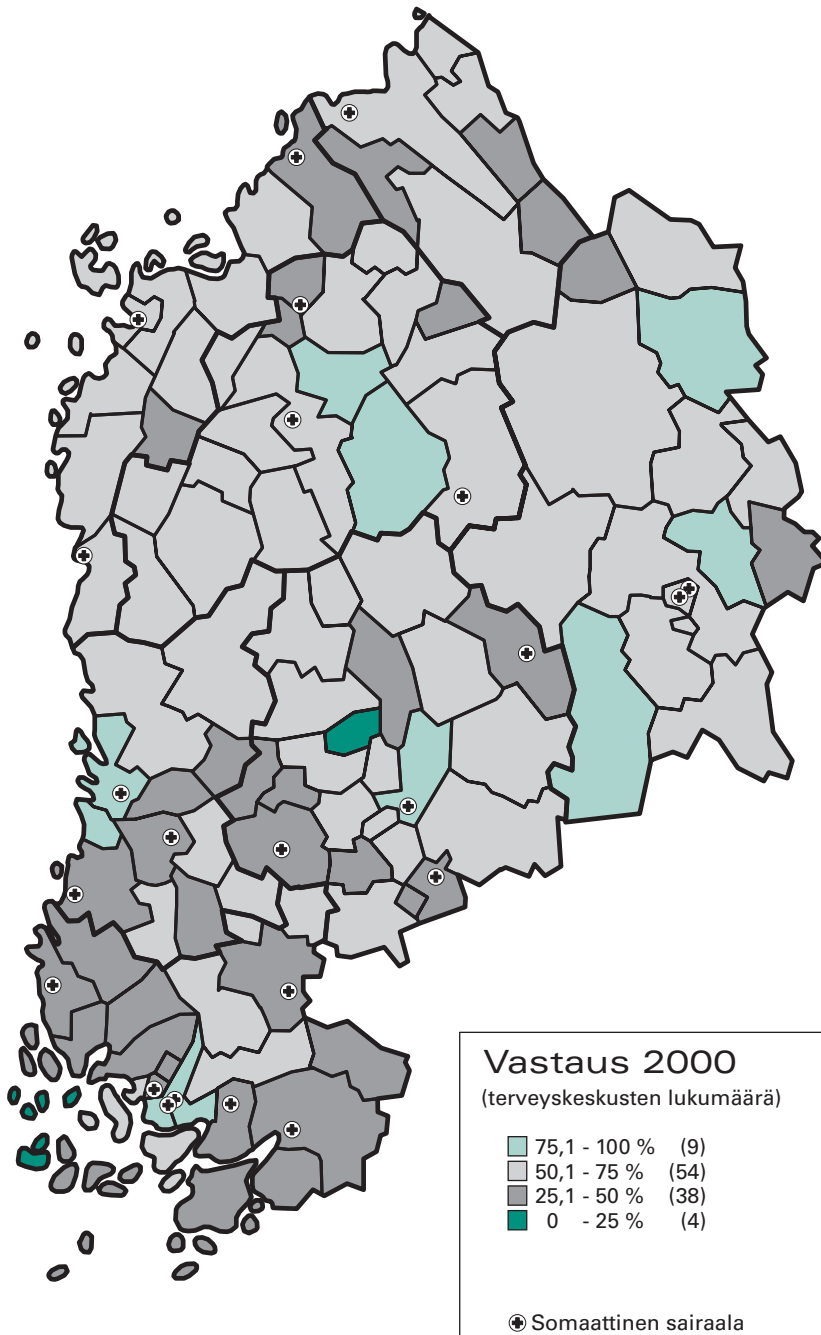 Vastaus 2000
(terveyskeskusten lukumäärä)
75,1 - 100 % (9)
50,1 - 75 % (54)
25,1 - 50 % (38)
0 - 25 % (4)
Somaattinen sairaala